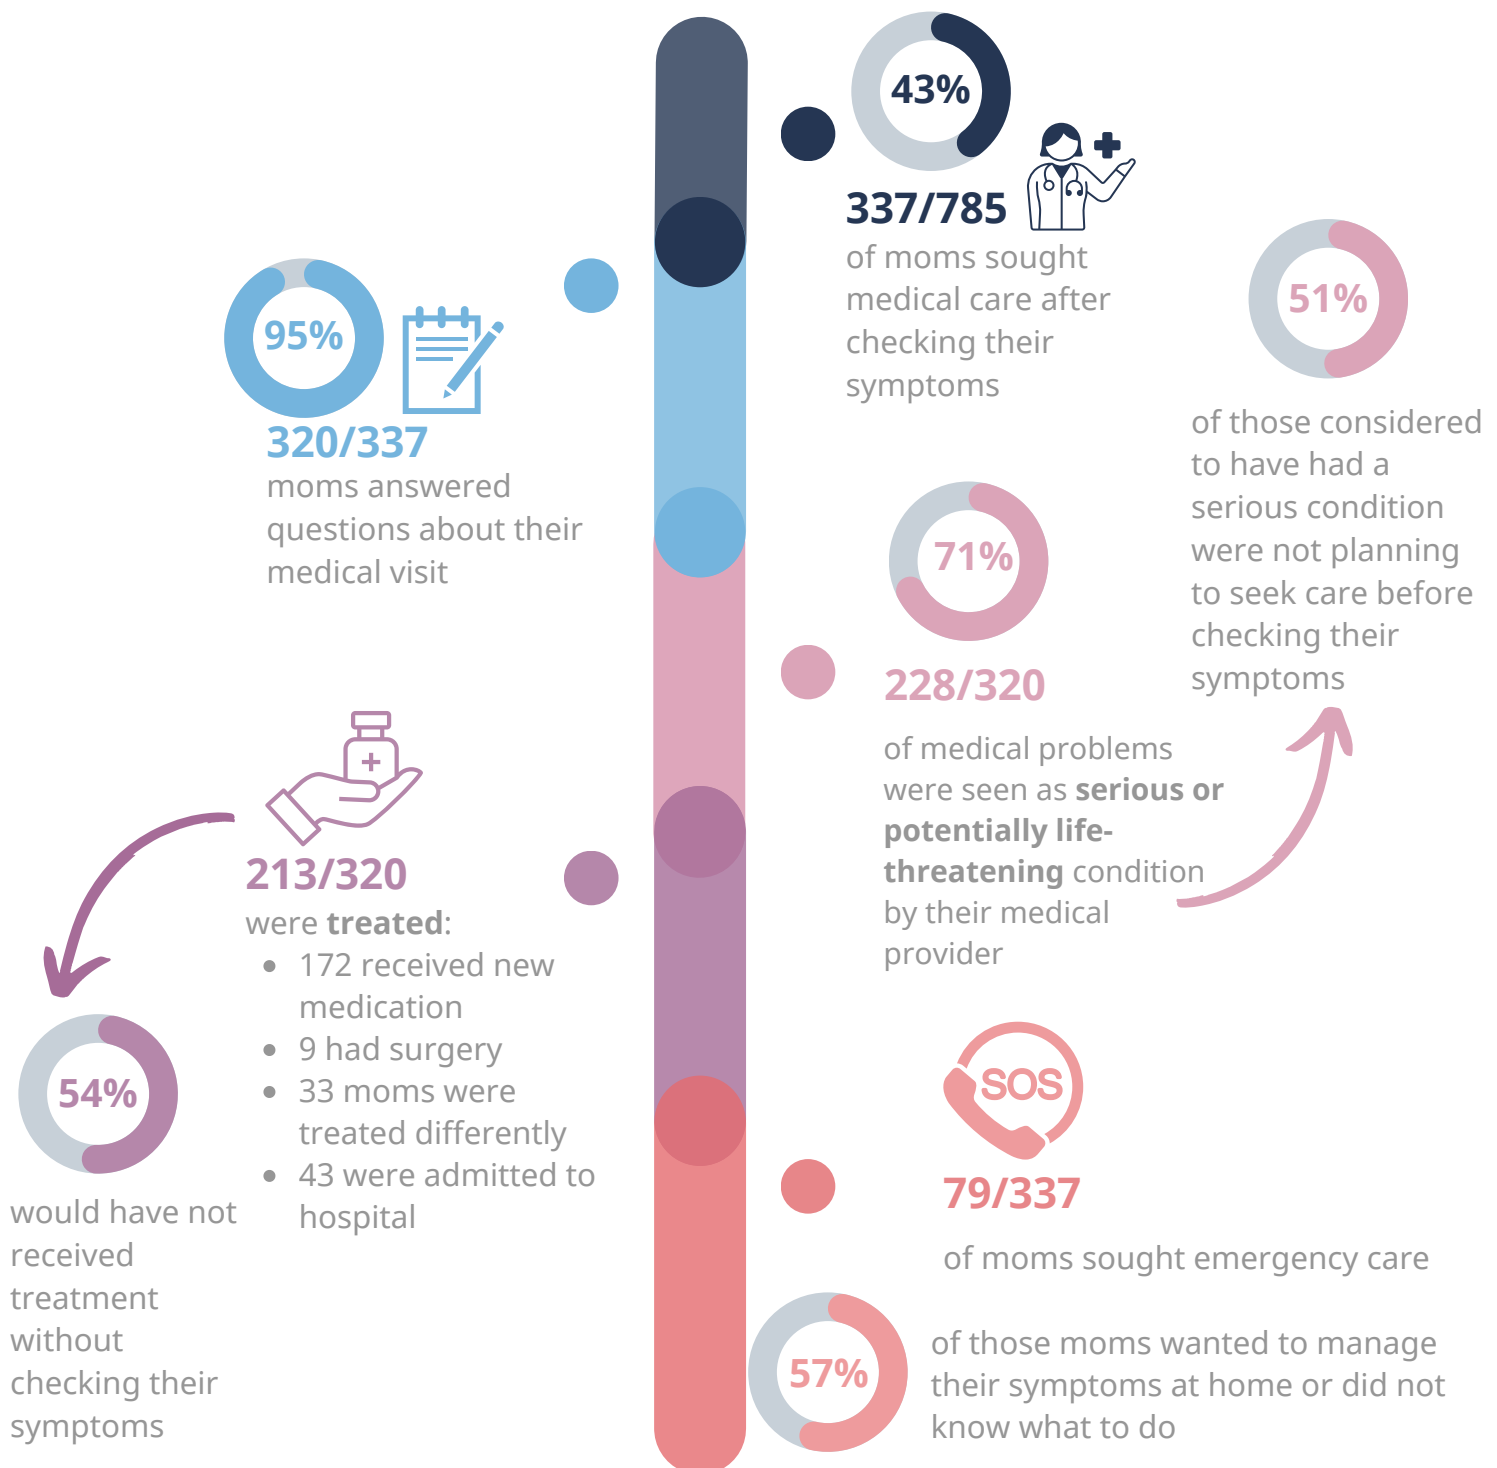 43%
337/785
of moms sought
medical care after
checking their
symptoms
95%
320/337
moms answered
questions about their
medical visit
51%
of those considered
to have had a
serious condition
were not planning
to seek care before
checking their
symptoms
71%
228/320
of medical problems
were seen as serious or
potentially life-
threatening condition
by their medical
provider
213/320
were treated:
• 172 received new
medication
• 9 had surgery
• 33 moms were
treated differently
• 43 were admitted to
hospital
54%
would have not
received
treatment
without
checking their
symptoms
SOS
79/337
of moms sought emergency care
57%
of those moms wanted to manage
their symptoms at home or did not
know what to do